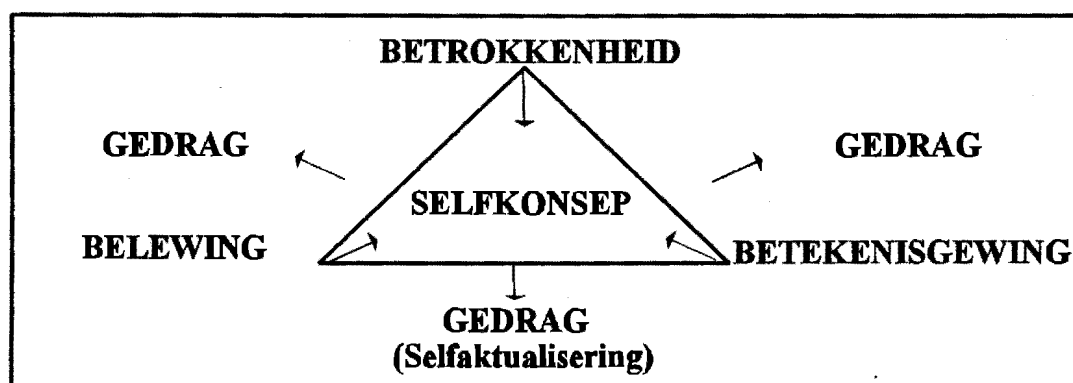 BETROKKENHEID
GEDRAG GEDRAG
SELFKONSEP
BELEWING BETEKENISGEWING
GEDRAG
(Selfaktualisering)